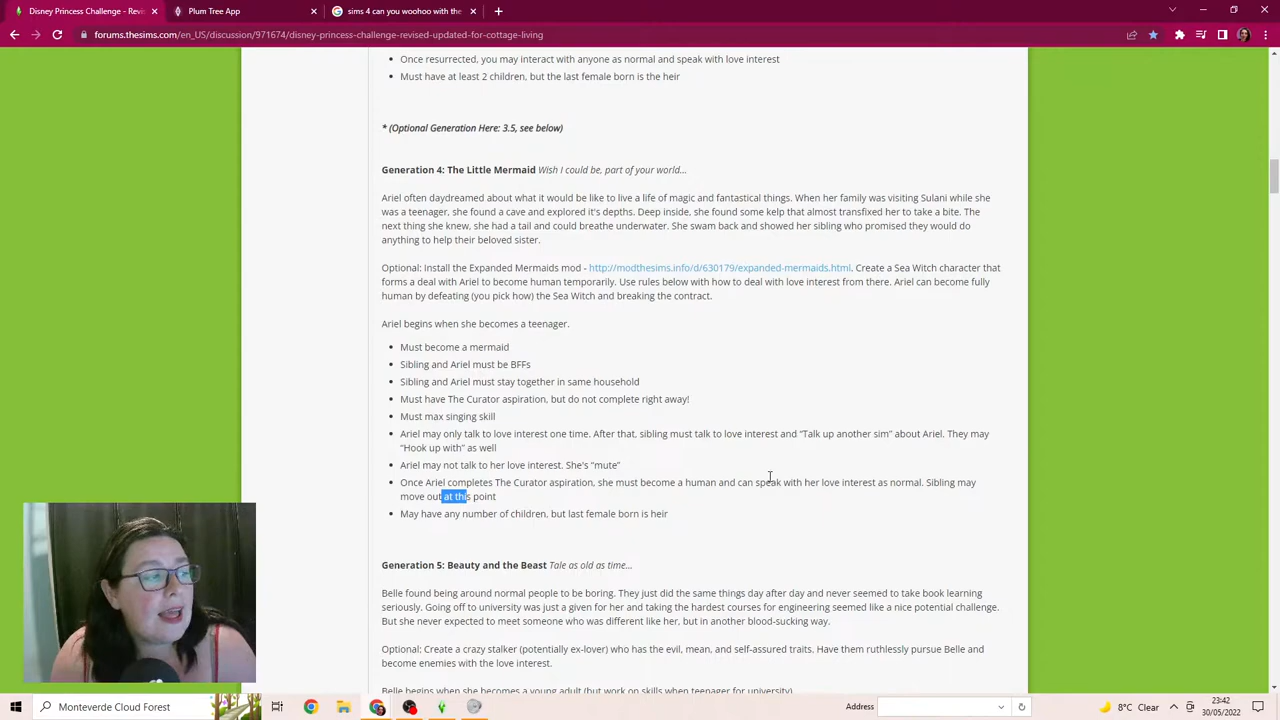 Disney Princess Challenge - Revis
Plum Tree App
sims 4 can you woohoo with the
forums.thesims.com/en_US/discussion/971674/disney-princess-challenge-revised-updated-for-cottage-living
Once resurrected, you may interact with anyone as normal and speak with love interest
Must have at least 2 children, but the last female born is the heir
* (Optional Generation Here: 3.5, see below)
Generation 4: The Little Mermaid Wish I could be, part of your world...
Ariel often daydreamed about what it would be like to live a life of magic and fantastical things. When her family was visiting Sulani while she
was a teenager, she found a cave and explored it's depths. Deep inside, she found some kelp that almost transfixed her to take a bite. The
next thing she knew, she had a tail and could breathe underwater. She swam back and showed her sibling who promised they would do
anything to help their beloved sister.
Optional: Install the Expanded Mermaids mod - http://modthesims.info/d/630179/expanded-mermaids.html. Create a Sea Witch character that
forms a deal with Ariel to become human temporarily. Use rules below with how to deal with love interest from there. Ariel can become fully
human by defeating (you pick how) the Sea Witch and breaking the contract.
Ariel begins when she becomes a teenager.
Must become a mermaid
Sibling and Ariel must be BFFs
Sibling and Ariel must stay together in same household
Must have The Curator aspiration, but do not complete right away!
Must max singing skill
Ariel may only talk to love interest one time. After that, sibling must talk to love interest and “Talk up another sim” about Ariel. They may
“Hook up with” as well
Ariel may not talk to her love interest. She's “mute”
Once Ariel completes The Curator aspiration, she must become a human and can speak with her love interest as normal. Sibling may
move out at this point
May have any number of children, but last female born is heir
Generation 5: Beauty and the Beast Tale as old as time...
Belle found being around normal people to be boring. They just did the same things day after day and never seemed to take book learning
seriously. Going off to university was just a given for her and taking the hardest courses for engineering seemed like a nice potential challenge.
But she never expected to meet someone who was different like her, but in another blood-sucking way.
Optional: Create a crazy stalker (potentially ex-lover) who has the evil, mean, and self-assured traits. Have them ruthlessly pursue Belle and
become enemies with the love interest.
Belle begins when she becomes a young adult (but work on skills when teenager for university)
Monteverde Cloud Forest
Address
8°C Clear
23:42
30/05/2022